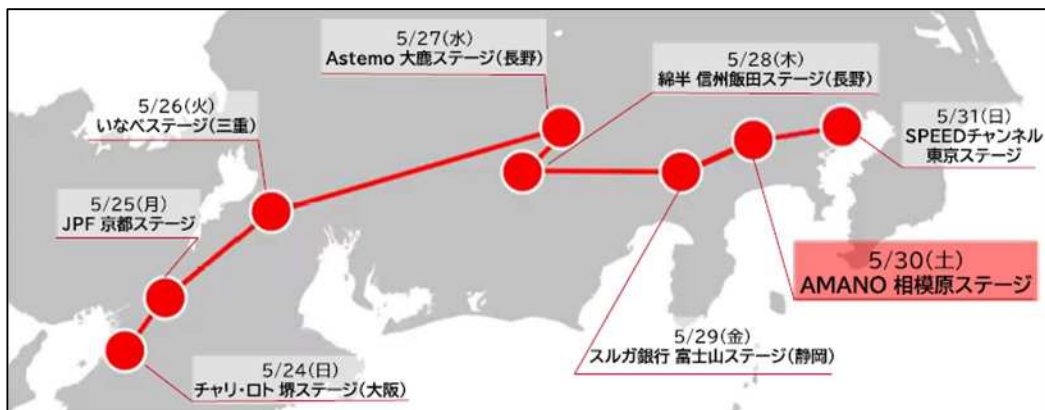 5/27(水)
Astemo 大鹿ステージ(長野)
5/28(木)
綿半 信州飯田ステージ(長野)
5/26(火)
いなべステージ(三重)
5/31(日)
SPEEDチャンネル
東京ステージ
5/25(月)
JPF 京都ステージ
5/30(土)
AMANO 相模原ステージ
5/29(金)
スルガ銀行 富士山ステージ(静岡)
5/24(日)
チャリ・ロト 堺ステージ(大阪)